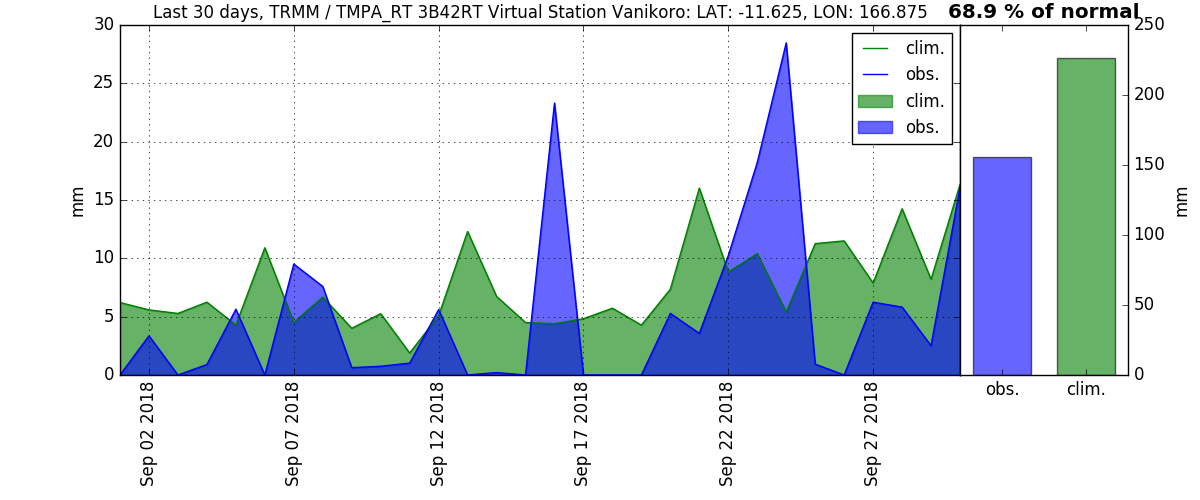 Last 30 days, TRMM / TMPA_RT 3B42RT Virtual Station Vanikoro: LAT: -11.625, LON: 166.875
68.9 % of normal
30
25
20
15
10
5
0
mm
clim.
obs.
clim.
obs.
Sep 02 2018
Sep 07 2018
Sep 12 2018
Sep 17 2018
Sep 22 2018
Sep 27 2018
250
200
150
100
50
0
mm
obs.
clim.